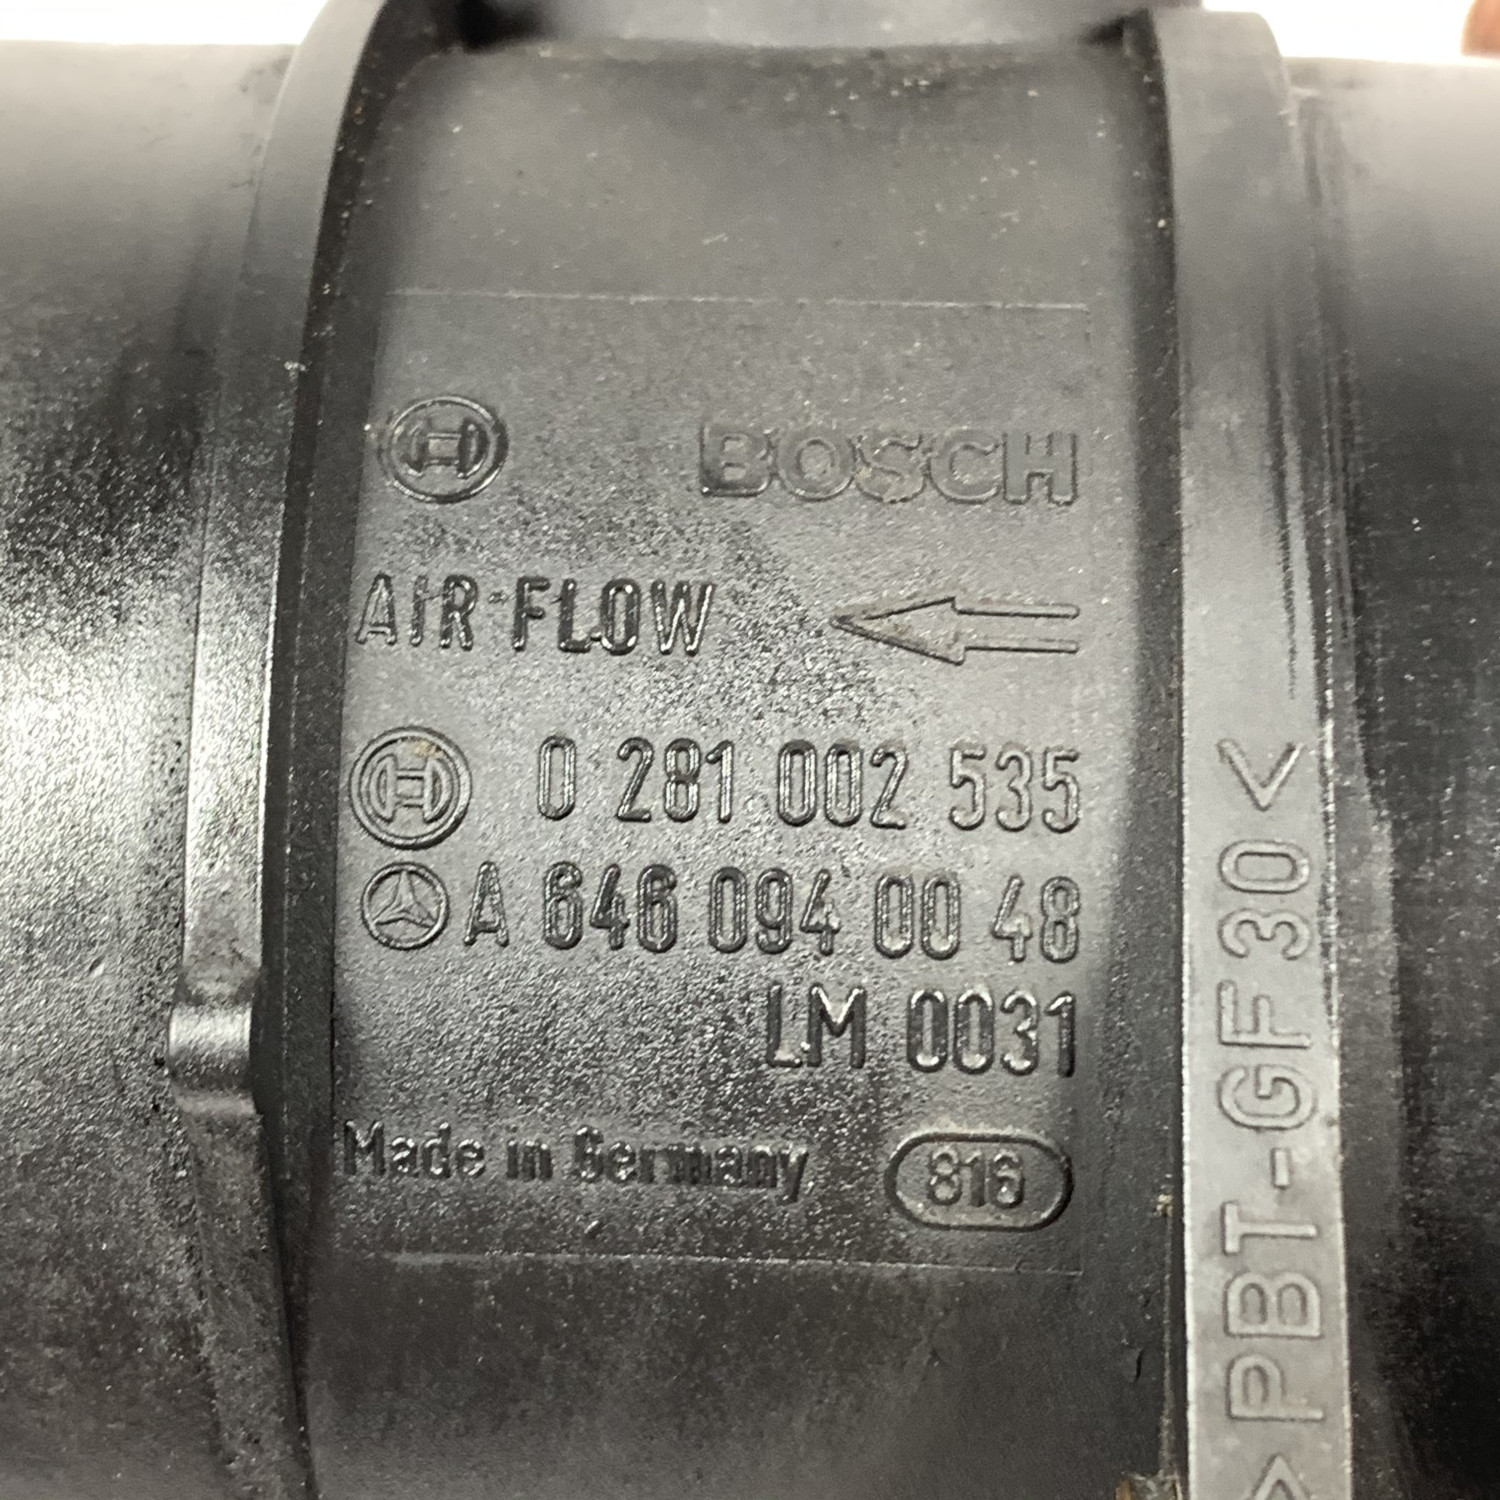 BOSCH
AIR FLOW
0 281 002 535
A 646 094 00 48
LM 0031
Made in Germany 816
>PBT-GF30<